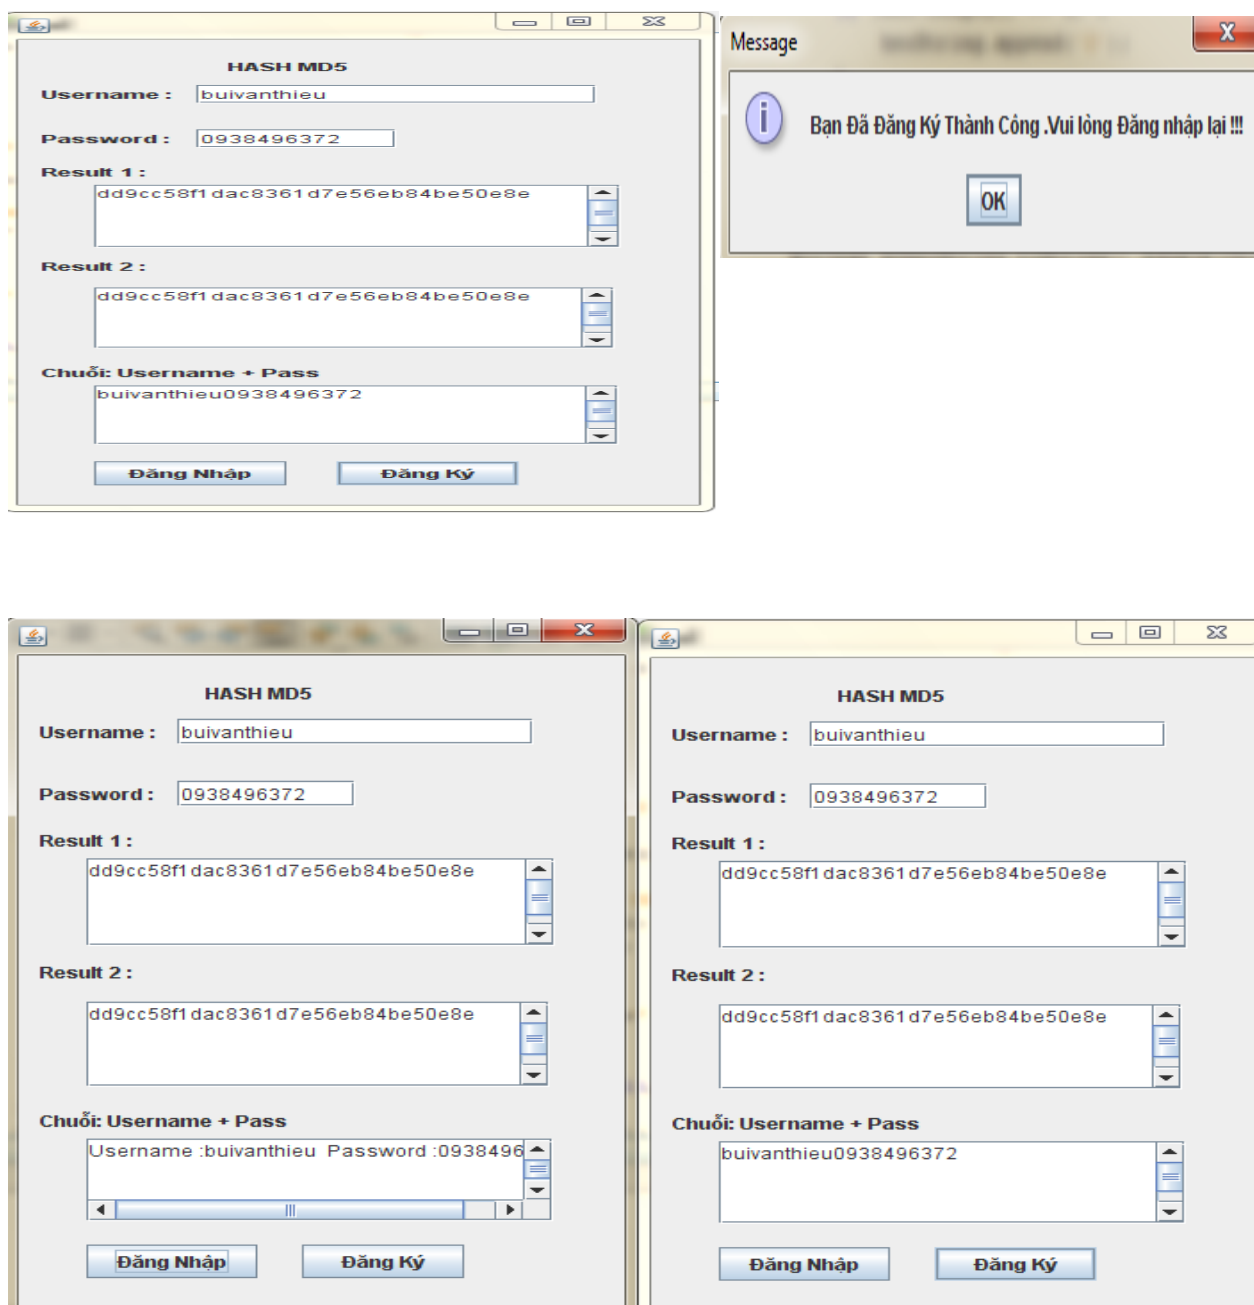 HASH MD5
Username : buivanthieu
Password : 0938496372
Result 1 :
dd9cc58f1dac8361d7e56eb84be50e8e
Result 2 :
dd9cc58f1dac8361d7e56eb84be50e8e
Chuỗi: Username + Pass
buivanthieu0938496372
Đăng Nhập Đăng Ký
Message
Bạn Đã Đăng Ký Thành Công .Vui lòng Đăng nhập lại !!!
OK
HASH MD5
Username : buivanthieu
Password : 0938496372
Result 1 :
dd9cc58f1dac8361d7e56eb84be50e8e
Result 2 :
dd9cc58f1dac8361d7e56eb84be50e8e
Chuỗi: Username + Pass
Username :buivanthieu Password :0938496
Đăng Nhập Đăng Ký
HASH MD5
Username : buivanthieu
Password : 0938496372
Result 1 :
dd9cc58f1dac8361d7e56eb84be50e8e
Result 2 :
dd9cc58f1dac8361d7e56eb84be50e8e
Chuỗi: Username + Pass
buivanthieu0938496372
Đăng Nhập Đăng Ký